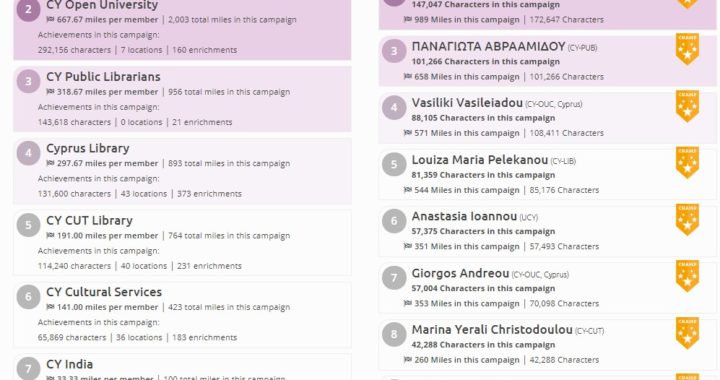 2
CY Open University
667.67 miles per member | 2,003 total miles in this campaign
Achievements in this campaign:
292,156 characters | 7 locations | 160 enrichments
3
CY Public Librarians
318.67 miles per member | 956 total miles in this campaign
Achievements in this campaign:
143,618 characters | 0 locations | 21 enrichments
4
Cyprus Library
297.67 miles per member | 893 total miles in this campaign
Achievements in this campaign:
131,600 characters | 43 locations | 373 enrichments
5
CY CUT Library
191.00 miles per member | 764 total miles in this campaign
Achievements in this campaign:
114,240 characters | 40 locations | 231 enrichments
6
CY Cultural Services
141.00 miles per member | 423 total miles in this campaign
Achievements in this campaign:
65,869 characters | 36 locations | 183 enrichments
7
CY India
33.33 miles per member | 100 total miles in this campaign
147,047 Characters in this campaign
989 Miles in this campaign | 172,647 Characters
3
ΠΑΝΑΓΙΩΤΑ ΑΒΡΑΑΜΙΔΟΥ (CY-PUB)
CHAMP
101,266 Characters in this campaign
658 Miles in this campaign | 101,266 Characters
4
Vasiliki Vasileiadou (CY-OUC, Cyprus)
CHAMP
88,105 Characters in this campaign
571 Miles in this campaign | 108,411 Characters
5
Louiza Maria Pelekanou (CY-LIB)
CHAMP
81,359 Characters in this campaign
544 Miles in this campaign | 85,176 Characters
6
Anastasia Ioannou (UCY)
CHAMP
57,375 Characters in this campaign
351 Miles in this campaign | 57,493 Characters
7
Giorgos Andreou (CY-OUC, Cyprus)
CHAMP
57,004 Characters in this campaign
353 Miles in this campaign | 70,098 Characters
8
Marina Yerali Christodoulou (CY-CUT)
CHAMP
42,288 Characters in this campaign
260 Miles in this campaign | 42,288 Characters